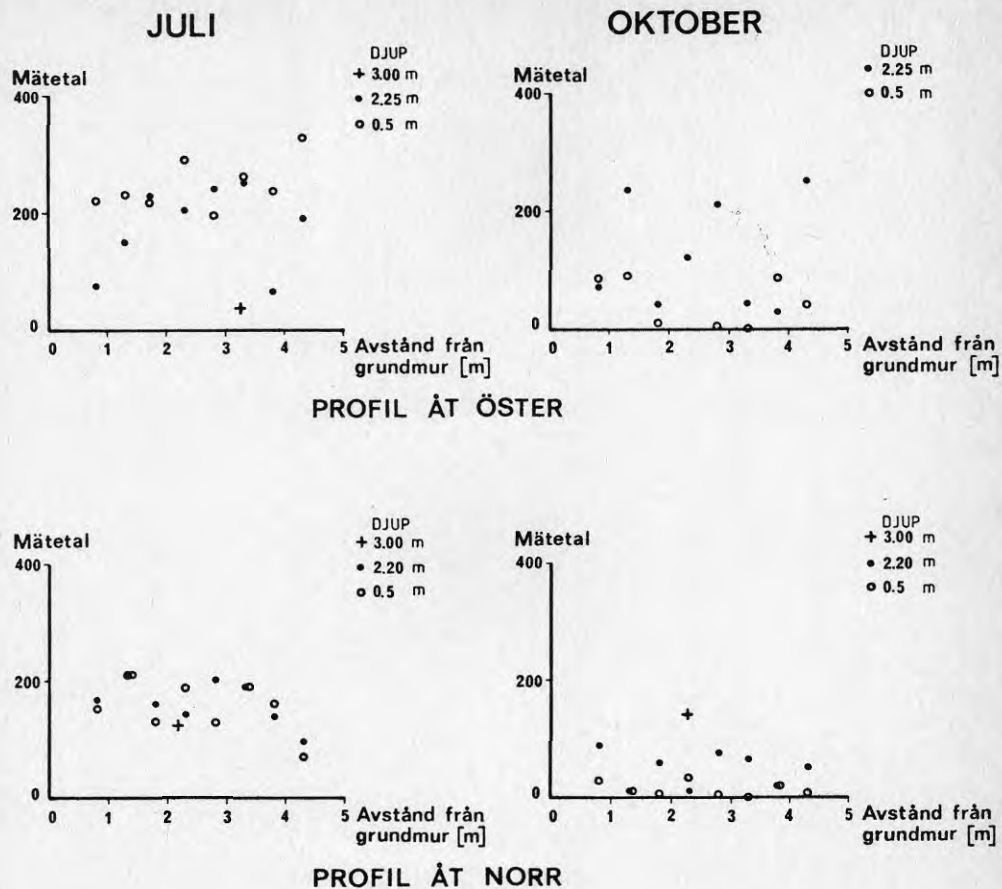 JULI
DJUP
+ 3.00 m
• 2,25 m
o 0.5 m
Mätetal
400
200
0
0 1 2 3 4 5
Avstånd från
grundmur [m]
OKTOBER
DJUP
• 2.25 m
o 0.5 m
Mätetal
400
200
0
0 1 2 3 4 5
Avstånd från
grundmur [m]
PROFIL ÅT ÖSTER
DJUP
+ 3.00 m
• 2.20 m
o 0.5 m
Mätetal
400
200
0
0 1 2 3 4 5
Avstånd från
grundmur [m]
DJUP
+ 3.00 m
• 2.20 m
o 0.5 m
Mätetal
400
200
0
0 1 2 3 4 5
Avstånd från
grundmur [m]
PROFIL ÅT NORR